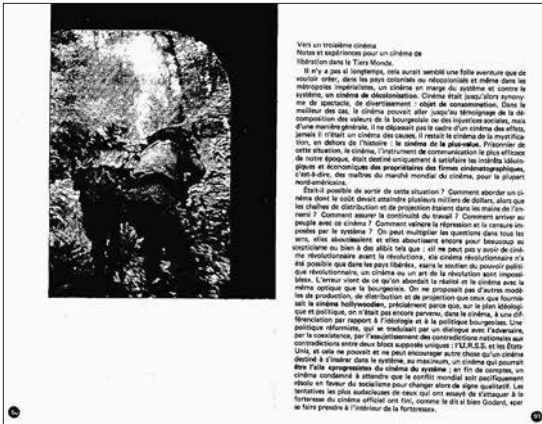 Vers un troisième cinéma
Notes et expériences pour un cinéma de
libération dans le Tiers Monde.
Il n'y a pas si longtemps, cela aurait semblé une folle aventure que de
vouloir créer, dans les pays colonisés ou néocolonisés et même dans les
métropoles impérialistes, un cinéma en marge du système et contre le
système, un cinéma de décolonisation. Cinéma était jusqu'alors synony-
me de spectacle, de divertissement : objet de consommation. Dans le
meilleur des cas, le cinéma pouvait aller jusqu'au témoignage de la dé-
composition des valeurs de la bourgeoisie ou des injustices sociales, mais
d'une manière générale, il ne dépassait pas le cadre d'un cinéma des effets,
jamais il n'était un cinéma des causes, il restait le cinéma de la mystifica-
tion, en dehors de l'histoire : le cinéma de la plus-value. Prisonnier de
cette situation, le cinéma, l'instrument de communication le plus efficace
de notre époque, était destiné uniquement à satisfaire les intérêts idéolo-
giques et économiques des propriétaires des firmes cinématographiques,
c'est-à-dire, des maîtres du marché mondial du cinéma, pour la plupart
nord-américains.
Était-il possible de sortir de cette situation ? Comment aborder un ci-
néma dont le coût devait atteindre plusieurs milliers de dollars, alors que
les chaînes de distribution et de projection étaient dans les mains de l'en-
nemi ? Comment assurer la continuité du travail ? Comment arriver au
peuple avec ce cinéma ? Comment vaincre la répression et la censure im-
posées par le système ? On peut multiplier les questions dans tous les
sens, elles aboutissaient et elles aboutissent encore pour beaucoup au
scepticisme ou bien à des alibis tels que : «il ne peut pas y avoir de ciné-
ma révolutionnaire avant la révolution», «le cinéma révolutionnaire n'a
été possible que dans les pays libérés», «sans le soutien du pouvoir politi-
que révolutionnaire, un cinéma ou un art de la révolution sont impossi-
bles». L'erreur vient de ce qu'on abordait la réalité et le cinéma avec la
même optique que la bourgeoisie. On ne proposait pas d'autres modè-
les de production, de distribution et de projection que ceux que fournis-
sait le cinéma hollywoodien, précisément parce que, sur le plan idéologi-
que et politique, on n'était pas encore parvenu, dans le cinéma, à une dif-
férenciation par rapport à l'idéologie et à la politique bourgeoises. Une
politique réformiste, qui se traduisait par un dialogue avec l'adversaire,
par la coexistence, par l'assujettissement des contradictions nationales aux
contradictions entre deux blocs supposés uniques : l'U.R.S.S. et les États-
Unis, et cela ne pouvait et ne peut encourager autre chose qu'un cinéma
destiné à s'insérer dans le système, au maximum, un cinéma qui pourrait
être l'aile «progressiste» du cinéma du système ; en fin de comptes, un
cinéma condamné à attendre que le conflit mondial soit pacifiquement
résolu en faveur du socialisme pour changer alors de signe qualitatif. Les
tentatives les plus audacieuses de ceux qui ont essayé de s'attaquer à la
forteresse du cinéma officiel ont fini, comme le dit si bien Godard, «par
se faire prendre à l'intérieur de la forteresse».
91